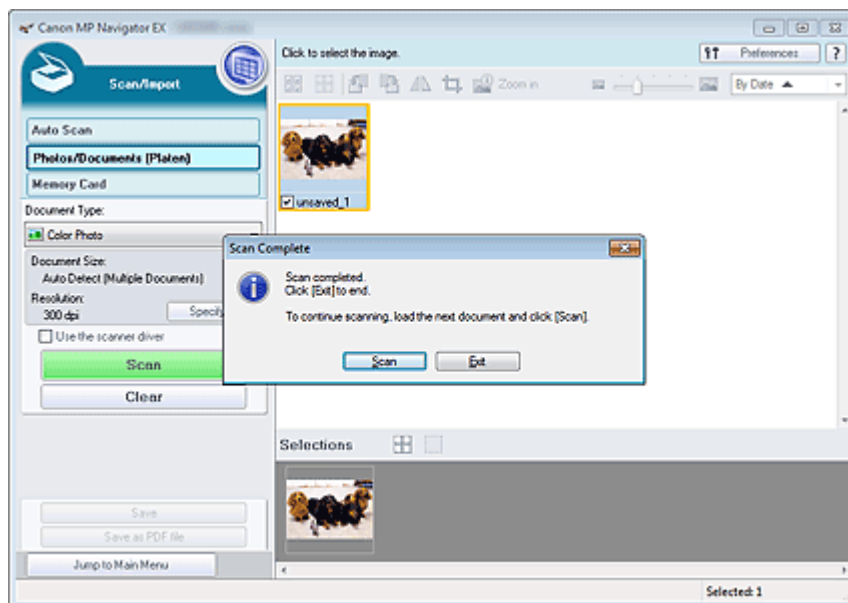 Canon MP Navigator EX
Scan/Import
Click to select the image.
Preferences
?
Zoom in
By Date
Auto Scan
Photos/Documents (Platen)
Memory Card
unsaved_1
Document Type:
Color Photo
Document Size:
Auto Detect (Multiple Documents)
Resolution:
300 dpi
Specify
Use the scanner diver
Scan
Clear
Scan Complete
Scan completed.
Click [Exit] to end.
To continue scanning, load the next document and click [Scan].
Scan
Exit
Selections
Save
Save as PDF file
Jump to Main Menu
Selected: 1